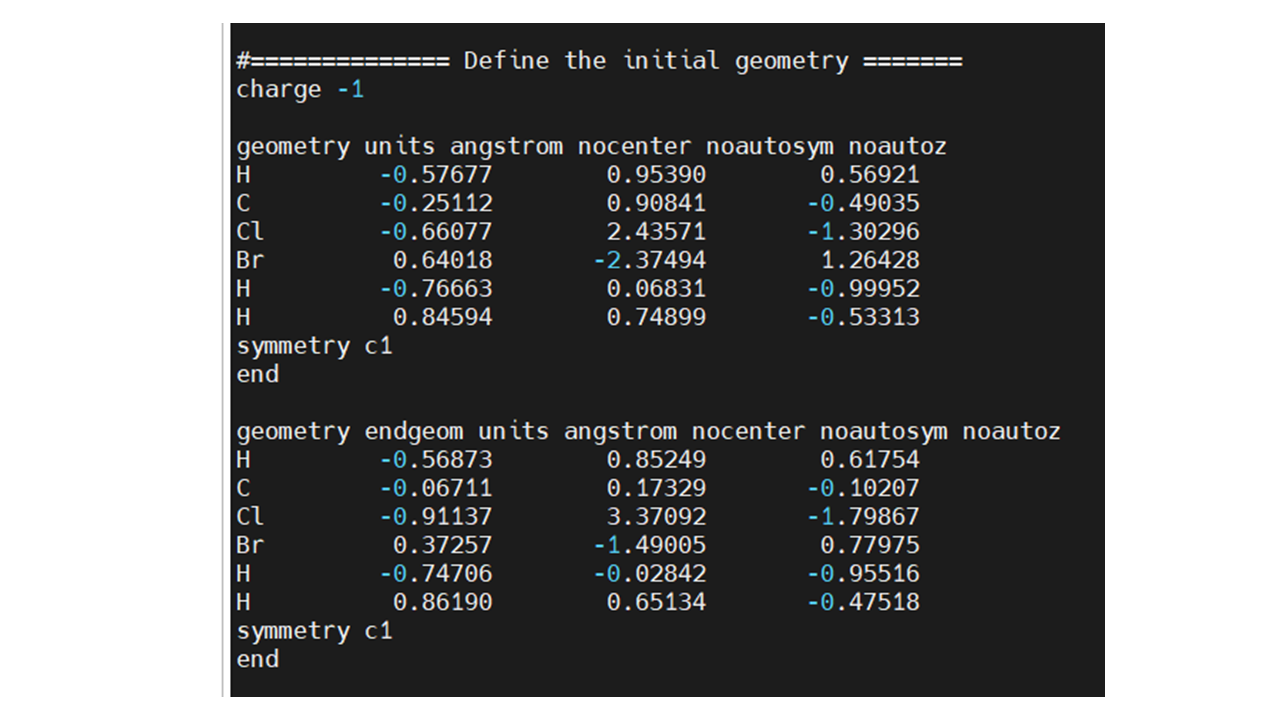 #============== Define the initial geometry =======
charge -1
geometry units angstrom nocenter noautosym noautoz
H -0.57677 0.95390 0.56921
C -0.25112 0.90841 -0.49035
Cl -0.66077 2.43571 -1.30296
Br 0.64018 -2.37494 1.26428
H -0.76663 0.06831 -0.99952
H 0.84594 0.74899 -0.53313
symmetry c1
end
geometry endgeom units angstrom nocenter noautosym noautoz
H -0.56873 0.85249 0.61754
C -0.06711 0.17329 -0.10207
Cl -0.91137 3.37092 -1.79867
Br 0.37257 -1.49005 0.77975
H -0.74706 -0.02842 -0.95516
H 0.86190 0.65134 -0.47518
symmetry c1
end